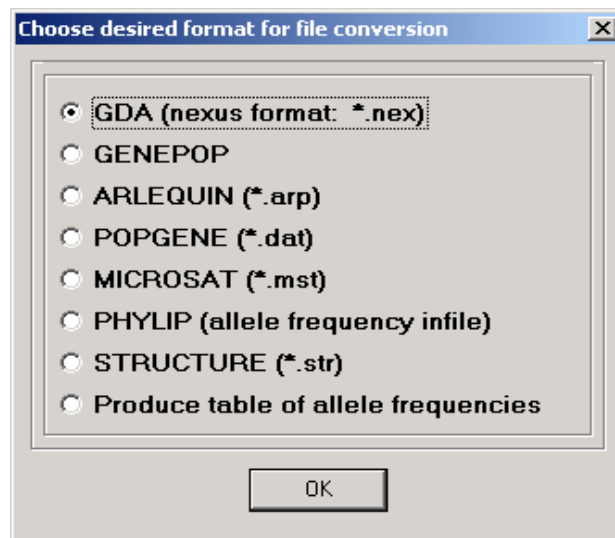 Choose desired format for file conversion
GDA (nexus format:  *.nex)
GENEPOP
ARLEQUIN (*.arp)
POPGENE (*.dat)
MICROSAT (*.mst)
PHYLIP (allele frequency infile)
STRUCTURE (*.str)
Produce table of allele frequencies
OK